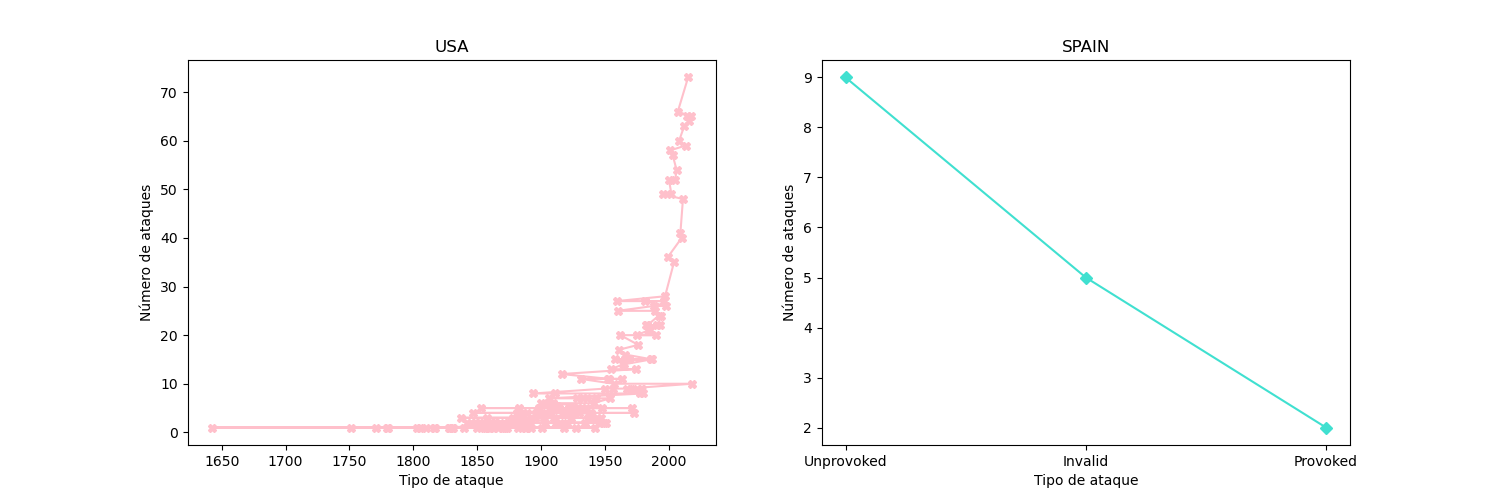 USA
Número de ataques
70
60
50
40
30
20
10
0
1650 1700 1750 1800 1850 1900 1950 2000
Tipo de ataque
SPAIN
Número de ataques
9
8
7
6
5
4
3
2
Unprovoked Invalid Provoked
Tipo de ataque